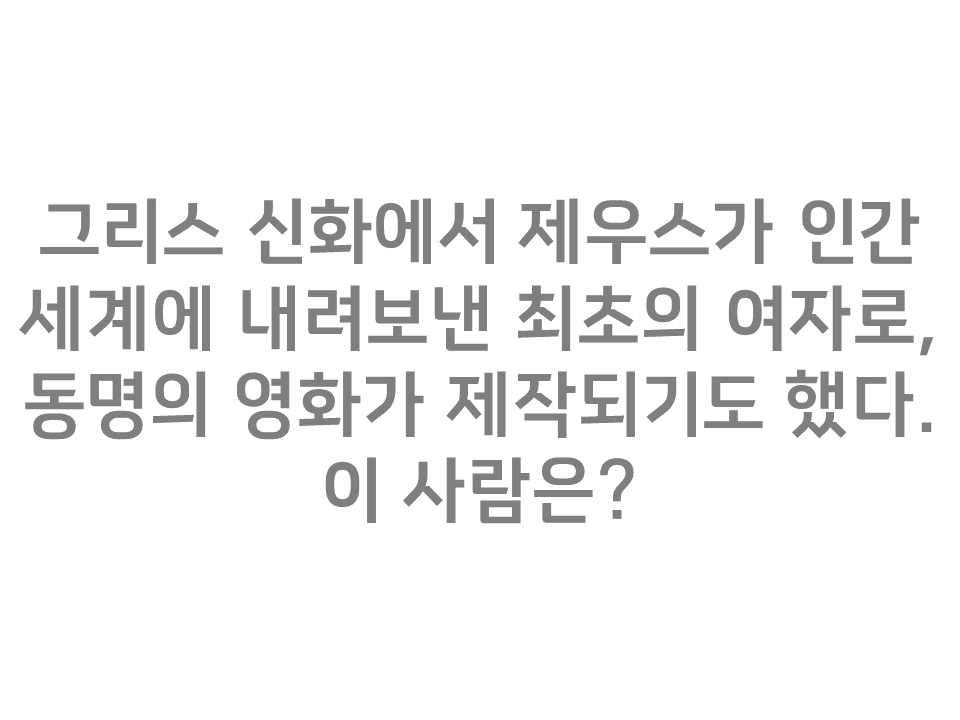 그리스 신화에서 제우스가 인간
세계에 내려보낸 최초의 여자로,
동명의 영화가 제작되기도 했다.
이 사람은?